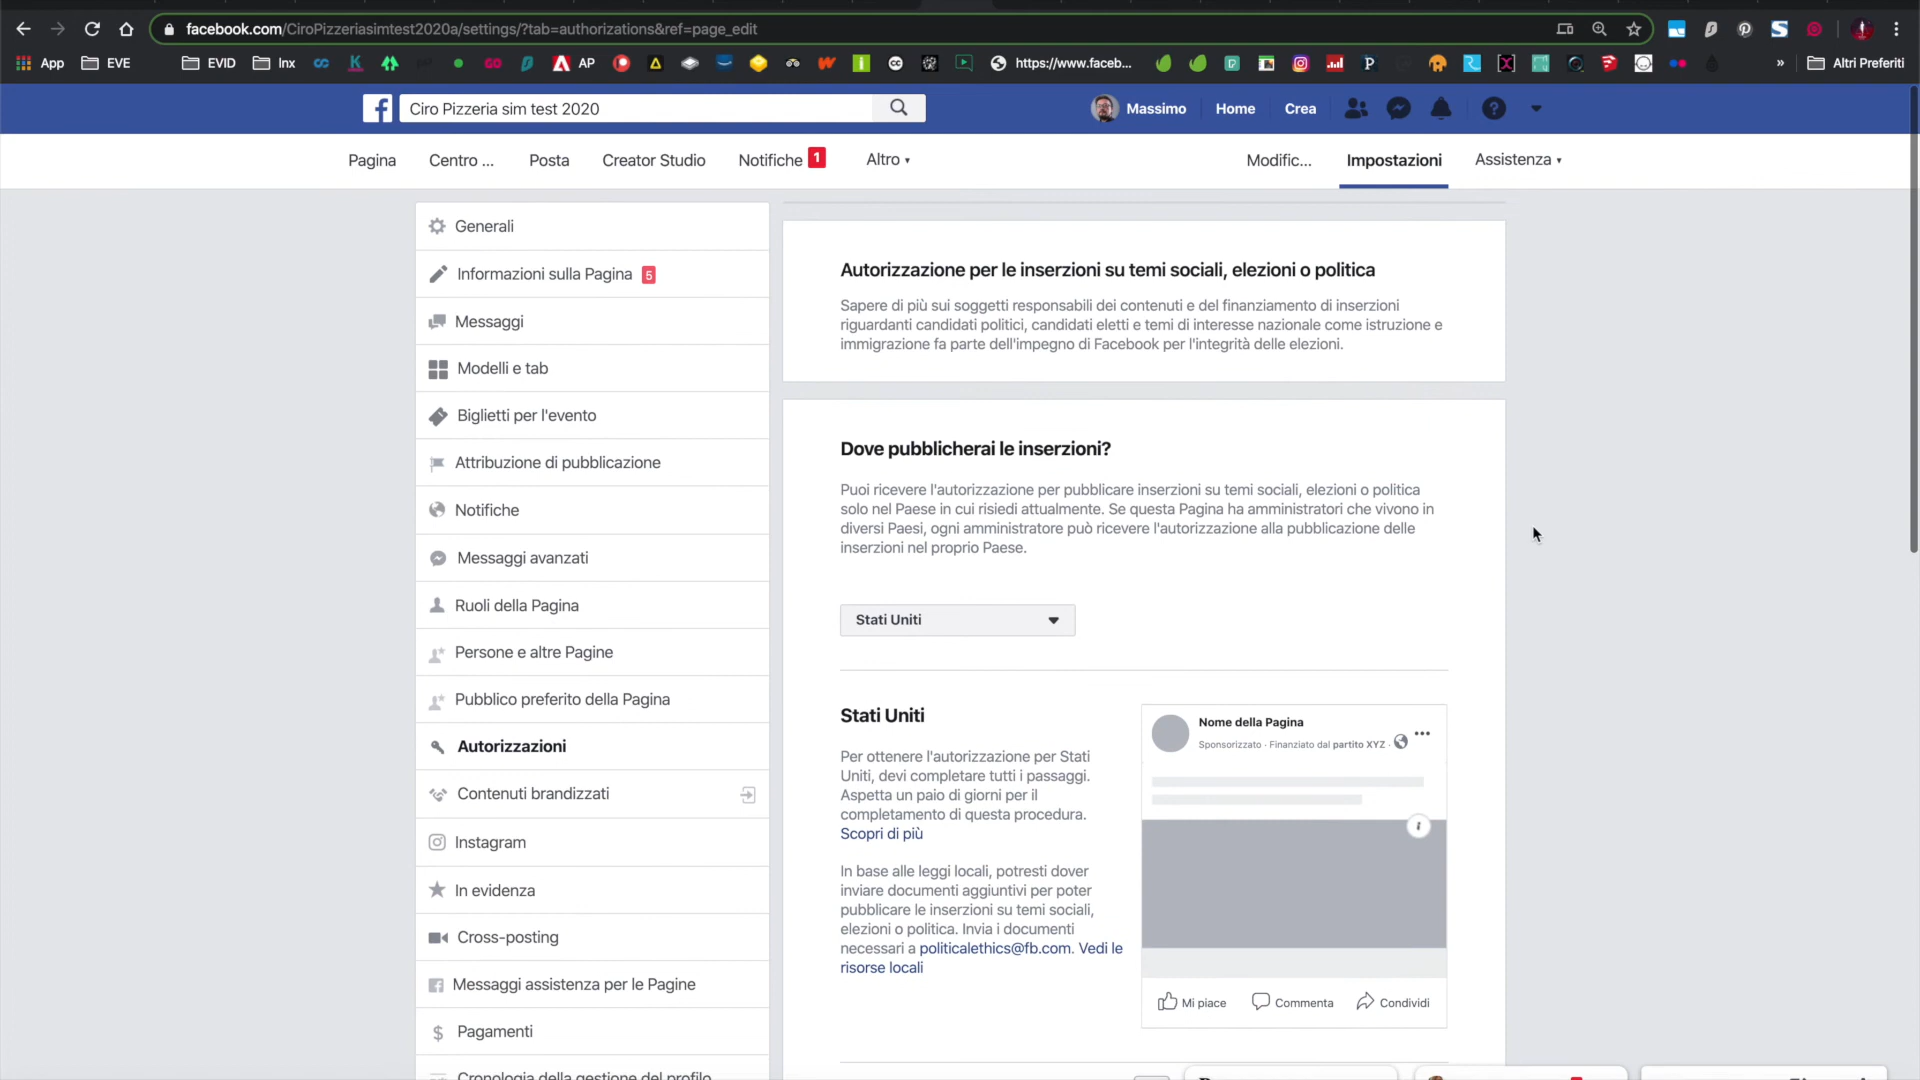 facebook.com/CiroPizzeriasimtest2020a/settings/?tab=authorizations&ref=page_edit
App
EVE
EVID
Inx
AP
https://www.faceb...
»
Altri Preferiti
Ciro Pizzeria sim test 2020
Massimo
Home
Crea
Pagina
Centro ...
Posta
Creator Studio
Notifiche 1
Altro
Modific...
Impostazioni
Assistenza
Generali
Informazioni sulla Pagina 5
Messaggi
Modelli e tab
Biglietti per l'evento
Attribuzione di pubblicazione
Notifiche
Messaggi avanzati
Ruoli della Pagina
Persone e altre Pagine
Pubblico preferito della Pagina
Autorizzazioni
Contenuti brandizzati
Instagram
In evidenza
Cross-posting
Messaggi assistenza per le Pagine
Pagamenti
Cronologia della gestione del profilo
Autorizzazione per le inserzioni su temi sociali, elezioni o politica
Sapere di più sui soggetti responsabili dei contenuti e del finanziamento di inserzioni
riguardanti candidati politici, candidati eletti e temi di interesse nazionale come istruzione e
immigrazione fa parte dell'impegno di Facebook per l'integrità delle elezioni.
Dove pubblicherai le inserzioni?
Puoi ricevere l'autorizzazione per pubblicare inserzioni su temi sociali, elezioni o politica
solo nel Paese in cui risiedi attualmente. Se questa Pagina ha amministratori che vivono in
diversi Paesi, ogni amministratore può ricevere l'autorizzazione alla pubblicazione delle
inserzioni nel proprio Paese.
Stati Uniti
Stati Uniti
Per ottenere l'autorizzazione per Stati
Uniti, devi completare tutti i passaggi.
Aspetta un paio di giorni per il
completamento di questa procedura.
Scopri di più
In base alle leggi locali, potresti dover
inviare documenti aggiuntivi per poter
pubblicare le inserzioni su temi sociali,
elezioni o politica. Invia i documenti
necessari a politicalethics@fb.com. Vedi le
risorse locali
Nome della Pagina
Sponsorizzato · Finanziato dal partito XYZ ·
Mi piace
Commenta
Condividi